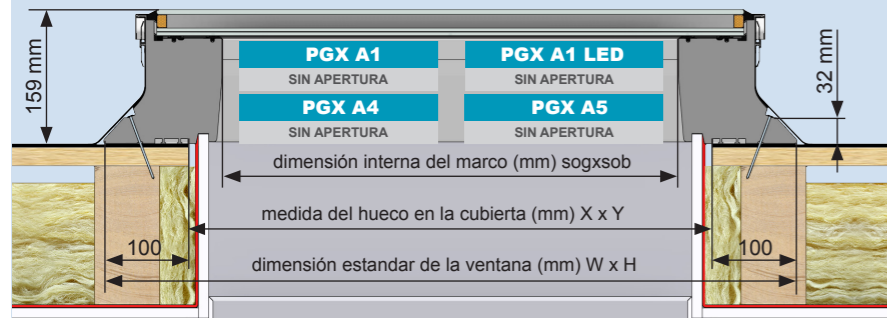 159 mm
PGX A1
SIN APERTURA
PGX A1 LED
SIN APERTURA
PGX A4
SIN APERTURA
PGX A5
SIN APERTURA
32 mm
dimensión interna del marco (mm) sogxsob
medida del hueco en la cubierta (mm) X x Y
100
100
dimensión estandar de la ventana (mm) W x H